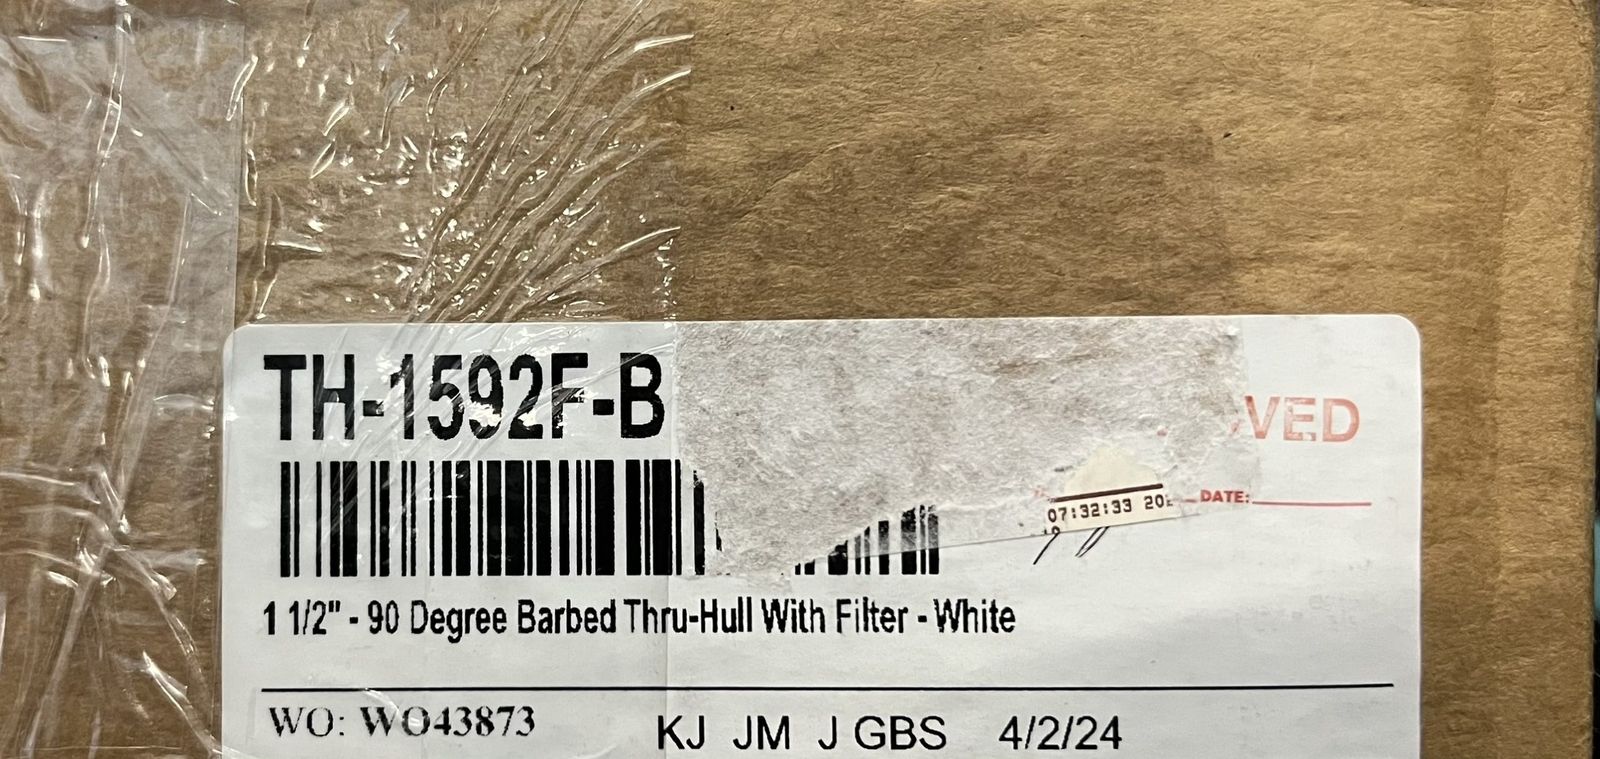 TH-1592F-B
VED
DATE:
07:32:33
1 1/2" - 90 Degree Barbed Thru-Hull With Filter - White
WO: WO43873 KJ JM J GBS 4/2/24